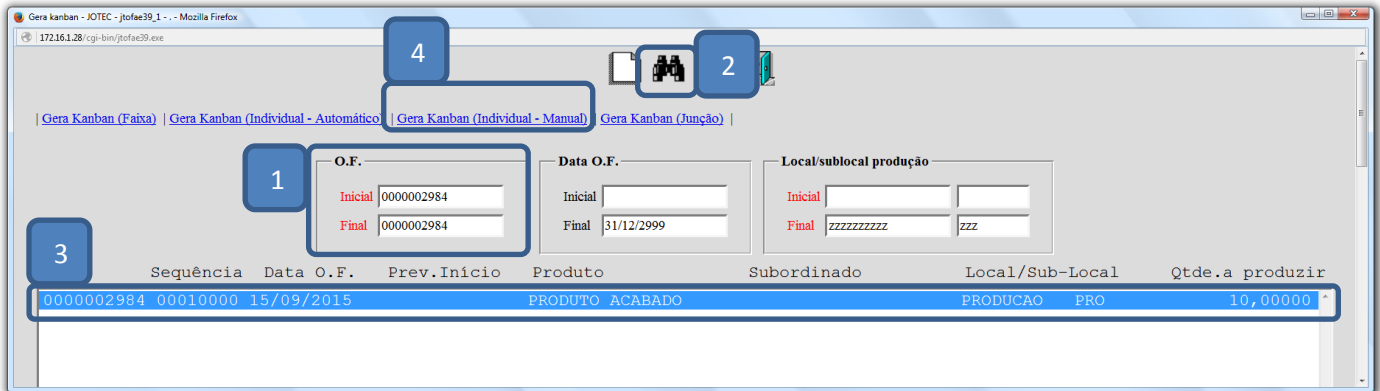 Gera kanban - JOTEC - jtofae39_1 - . - Mozilla Firefox
172.16.1.28/cgi-bin/jtofae39.exe
4
2
| Gera Kanban (Faixa) | Gera Kanban (Individual - Automático) | Gera Kanban (Individual - Manual) | Gera Kanban (Junção) |
1
O.F. Data O.F. Local/sublocal produção
Inicial 0000002984 Inicial Inicial
Final 0000002984 Final 31/12/2999 Final zzzzzzzzzz zzz
3
Sequência Data O.F. Prev.Início Produto Subordinado Local/Sub-Local Qtde.a produzir
0000002984 00010000 15/09/2015 PRODUTO ACABADO PRODUCAO PRO 10,00000